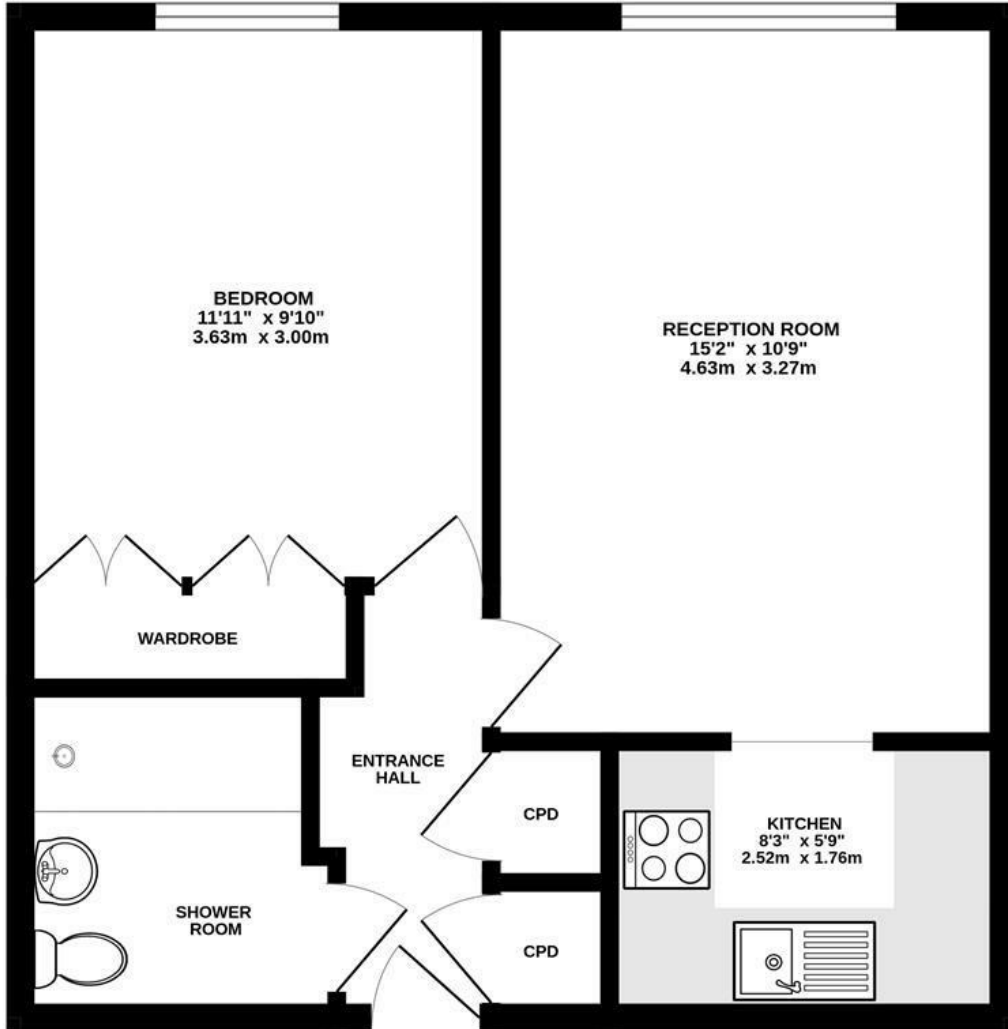 BEDROOM
11'11" x 9'10"
3.63m x 3.00m
RECEPTION ROOM
15'2" x 10'9"
4.63m x 3.27m
WARDROBE
ENTRANCE
HALL
CPD
KITCHEN
8'3" x 5'9"
2.52m x 1.76m
SHOWER
ROOM
CPD